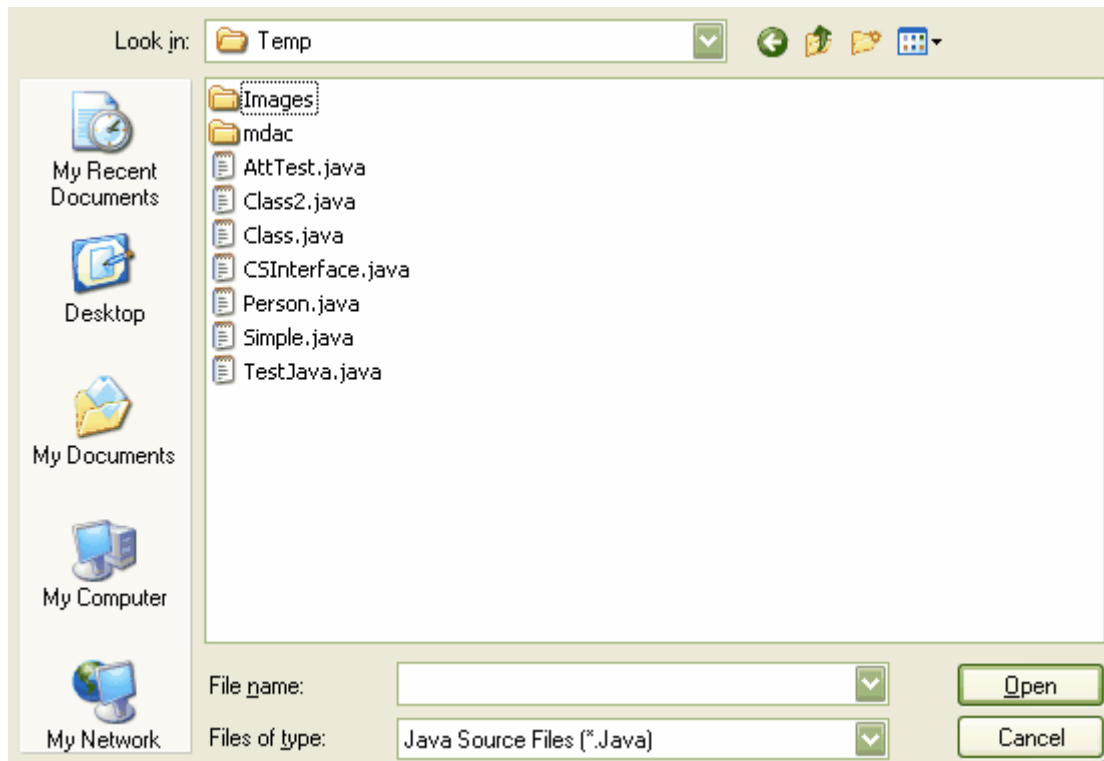 Look in: Temp
Images
mdac
AttTest.java
Class2.java
Class.java
CSInterface.java
Person.java
Simple.java
TestJava.java
My Recent
Documents
Desktop
My Documents
My Computer
My Network
File name:
Open
Files of type: Java Source Files (*.Java)
Cancel